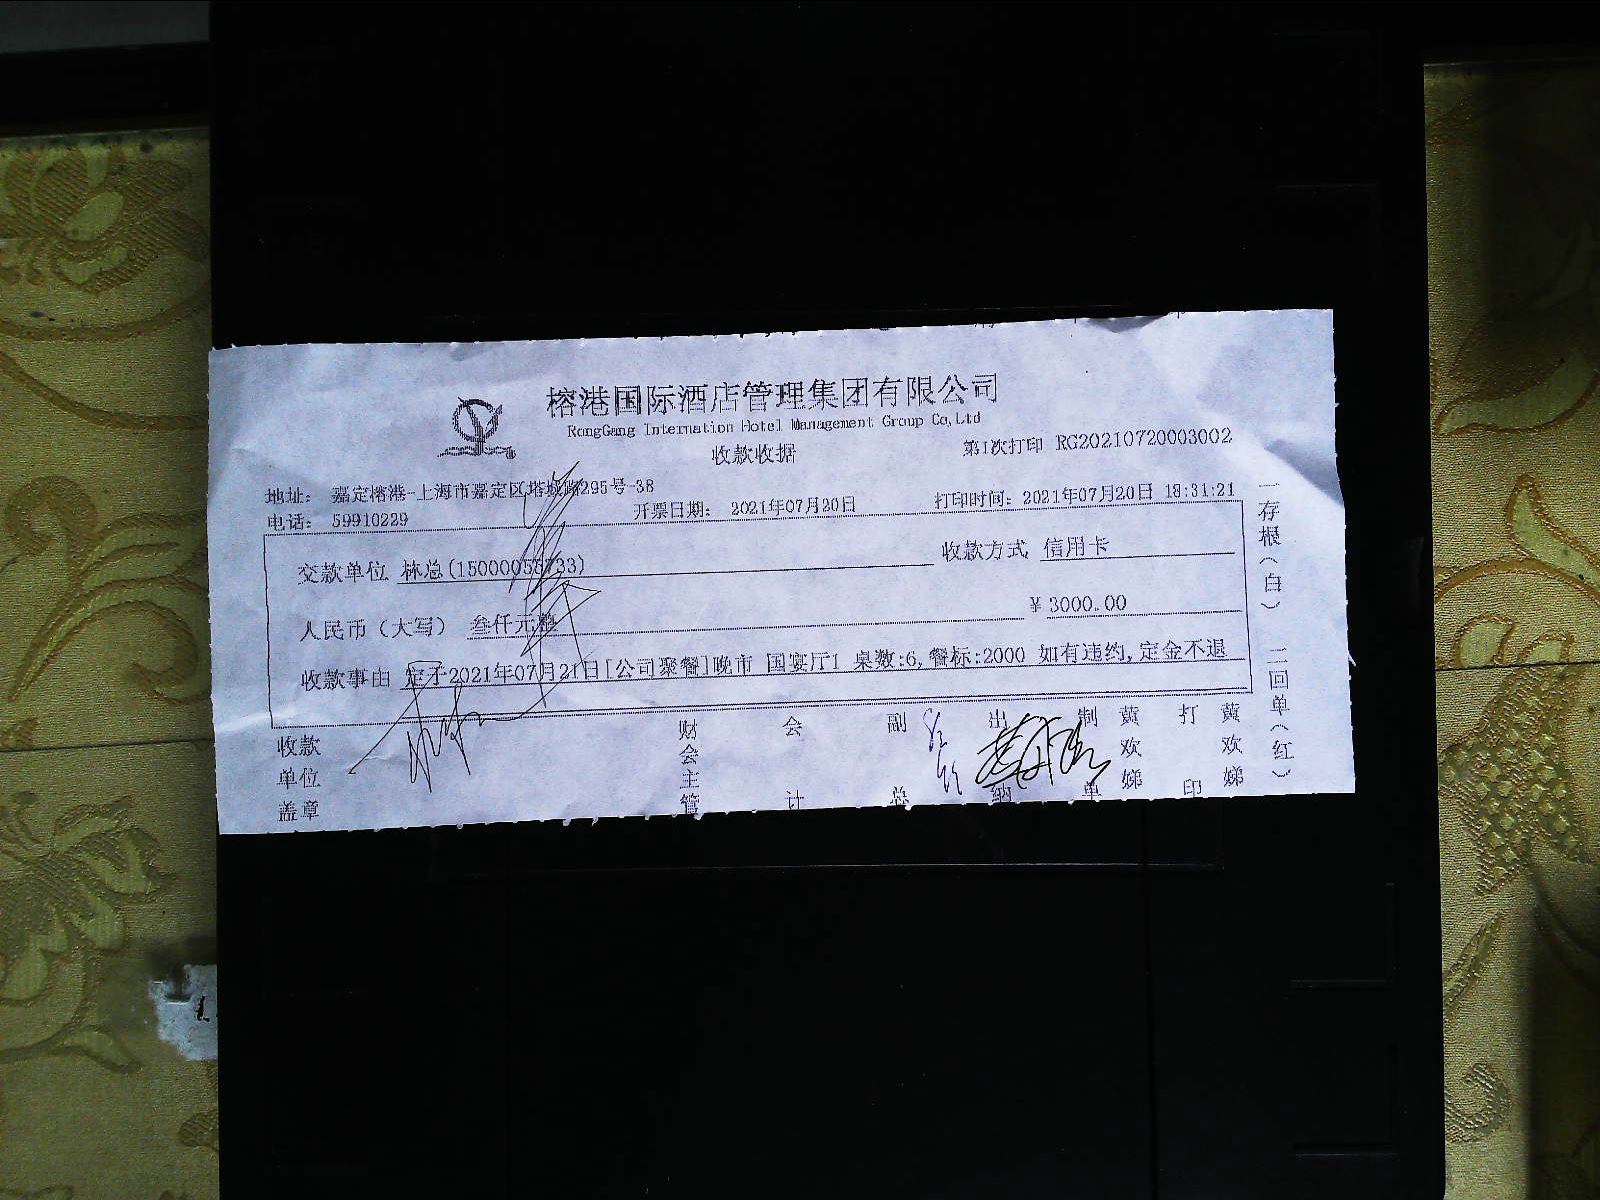 榕港国际酒店管理集团有限公司
RongGang Internation Hotel Management Group Co,Ltd
收款收据
第1次打印 RG20210720003002
地址: 嘉定榕港-上海市嘉定区塔城路295号-38
电话: 59910229
开票日期: 2021年07月20日
打印时间: 2021年07月20日 18:31:21
交款单位 林总
收款方式 信用卡
人民币(大写) 叁仟元整
¥ 3000.00
收款事由 定于2021年07月21日[公司聚餐]晚市 国宴厅1 桌数:6,餐标:2000 如有违约,定金不退
收款单位盖章
财会主管
会计
副总
出纳
制单
黄欢娣
打印
黄欢娣
一存根(白) 二回单(红)